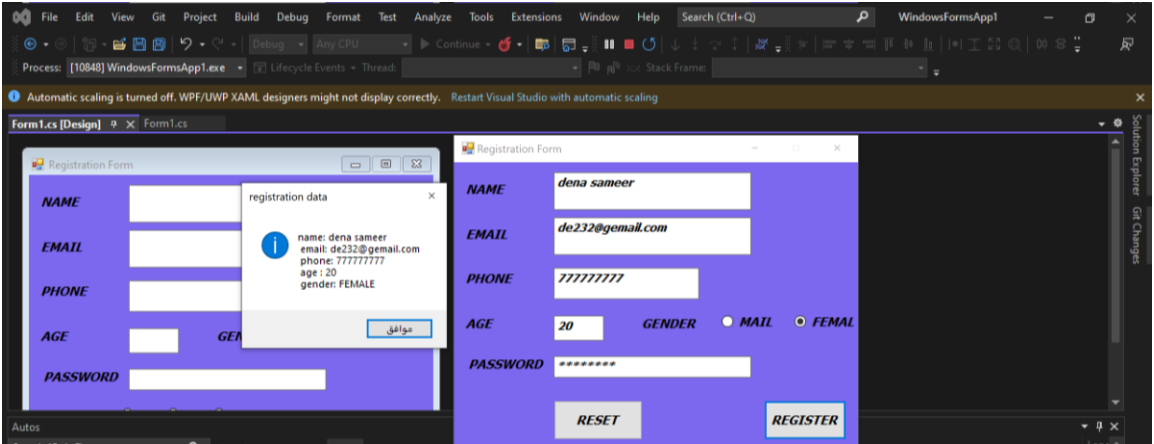 File Edit View Git Project Build Debug Format Test Analyze Tools Extensions Window Help Search (Ctrl+Q) WindowsFormsApp1
Debug Any CPU Continue
Process: [10848] WindowsFormsApp1.exe Lifecycle Events Thread: Stack Frame:
Automatic scaling is turned off. WPF/UWP XAML designers might not display correctly. Restart Visual Studio with automatic scaling
Form1.cs [Design] Form1.cs
Registration Form
NAME
EMAIL
PHONE
AGE GEN
PASSWORD
registration data
name: dena sameer
email: de232@gemail.com
phone: 777777777
age : 20
gender: FEMALE
موافق
Registration Form
NAME dena sameer
EMAIL de232@gemail.com
PHONE 777777777
AGE 20 GENDER MAIL FEMAL
PASSWORD ********
RESET REGISTER
Solution Explorer
Git Changes
Autos